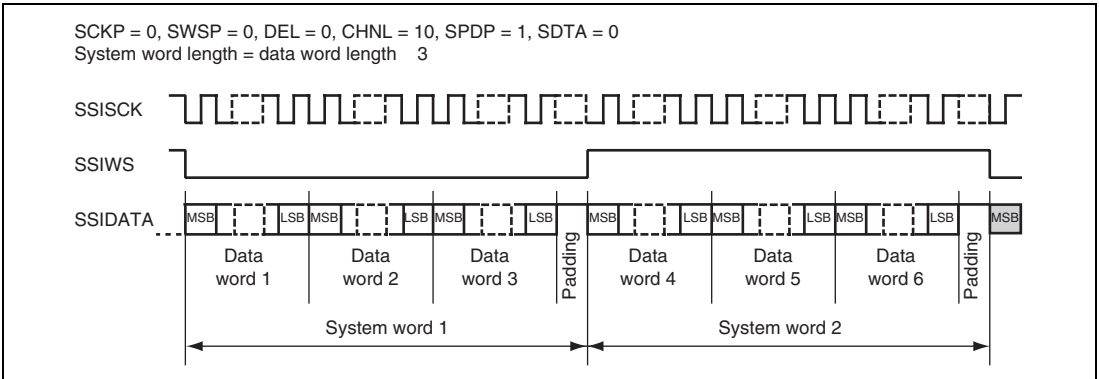 SCKP = 0, SWSP = 0, DEL = 0, CHNL = 10, SPDP = 1, SDTA = 0
System word length = data word length 3
SSISCK
SSIWS
SSIDATA
MSB LSB MSB LSB MSB LSB MSB LSB MSB LSB MSB LSB MSB
Data word 1
Data word 2
Data word 3
Padding
Data word 4
Data word 5
Data word 6
Padding
System word 1
System word 2